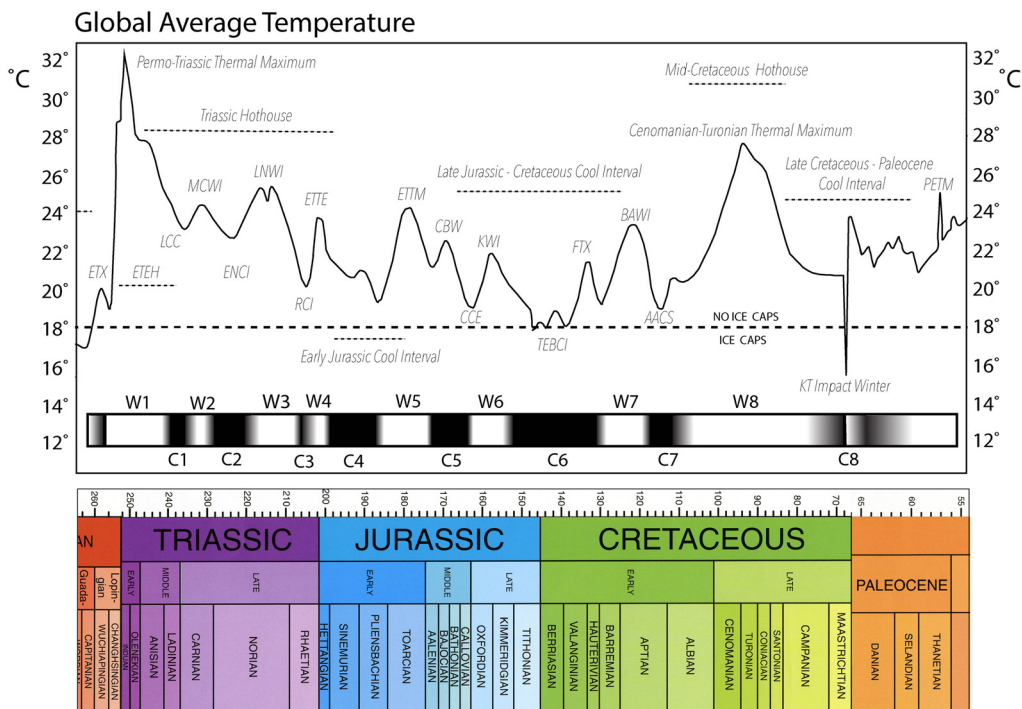 Global Average Temperature
°C
32°
30°
28°
26°
24°
22°
20°
18°
16°
14°
12°
Permo-Triassic Thermal Maximum
Triassic Hothouse
Mid-Cretaceous Hothouse
Cenomanian-Turonian Thermal Maximum
Late Jurassic - Cretaceous Cool Interval
Late Cretaceous - Paleocene
Cool Interval
ETX
ETEH
LCC
MCWI
ENCI
LNWI
RCI
ETTE
ETTM
CBW
CCE
KWI
TEBCI
FTX
BAWI
AACS
PETM
NO ICE CAPS
ICE CAPS
Early Jurassic Cool Interval
KT Impact Winter
°C
32°
30°
28°
26°
24°
22°
20°
18°
16°
14°
12°
W1 W2 W3 W4 W5 W6 W7 W8
C1 C2 C3 C4 C5 C6 C7 C8
260 250 240 230 220 210 200 190 180 170 160 150 140 130 120 110 100 90 80 70 65 60 55
AN TRIASSIC JURASSIC CRETACEOUS
Guada-
Lopin-
gian
EARLY MIDDLE LATE EARLY MIDDLE LATE EARLY LATE PALEOCENE
CAPITANIAN
WUCHIAPINGIAN
CHANGHSINGIAN
INDUAN
OLENEKIAN
ANISIAN
LADINIAN
CARNIAN
NORIAN
RHAETIAN
HETTANGIAN
SINEMURIAN
PLIENSBACHIAN
TOARCIAN
AALENIAN
BAJOCIAN
BATHONIAN
CALLOVIAN
OXFORDIAN
KIMMERIDGIAN
TITHONIAN
BERRIASIAN
VALANGINIAN
HAUTERIVIAN
BARREMIAN
APTIAN
ALBIAN
CENOMANIAN
TURONIAN
CONIACIAN
SANTONIAN
CAMPANIAN
MAASTRICHTIAN
DANIAN
SELANDIAN
THANETIAN